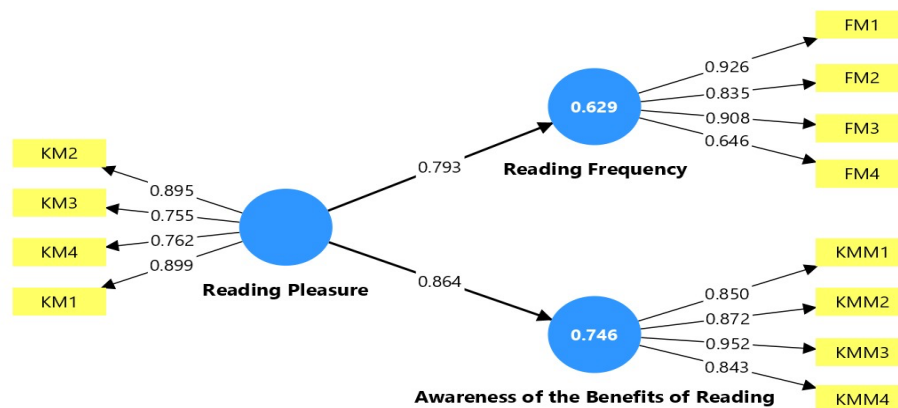 KM2
KM3
KM4
KM1
0.895
0.755
0.762
0.899
Reading Pleasure
0.793
0.864
0.629
Reading Frequency
0.926
0.835
0.908
0.646
FM1
FM2
FM3
FM4
0.746
Awareness of the Benefits of Reading
0.850
0.872
0.952
0.843
KMM1
KMM2
KMM3
KMM4